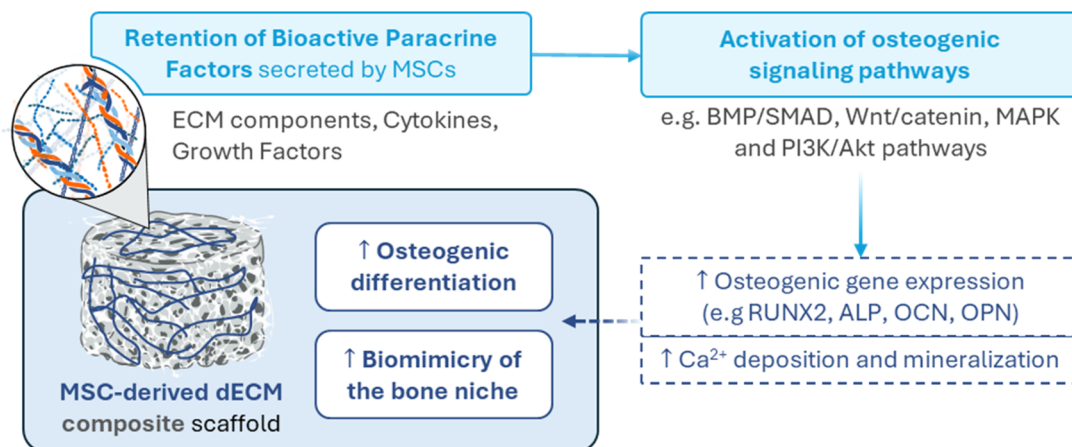 Retention of Bioactive Paracrine
Factors secreted by MSCs
ECM components, Cytokines,
Growth Factors
Activation of osteogenic
signaling pathways
e.g. BMP/SMAD, Wnt/catenin, MAPK
and PI3K/Akt pathways
↑ Osteogenic gene expression
(e.g RUNX2, ALP, OCN, OPN)
↑ Ca²⁺ deposition and mineralization
↑ Osteogenic
differentiation
↑ Biomimicry of
the bone niche
MSC-derived dECM
composite scaffold